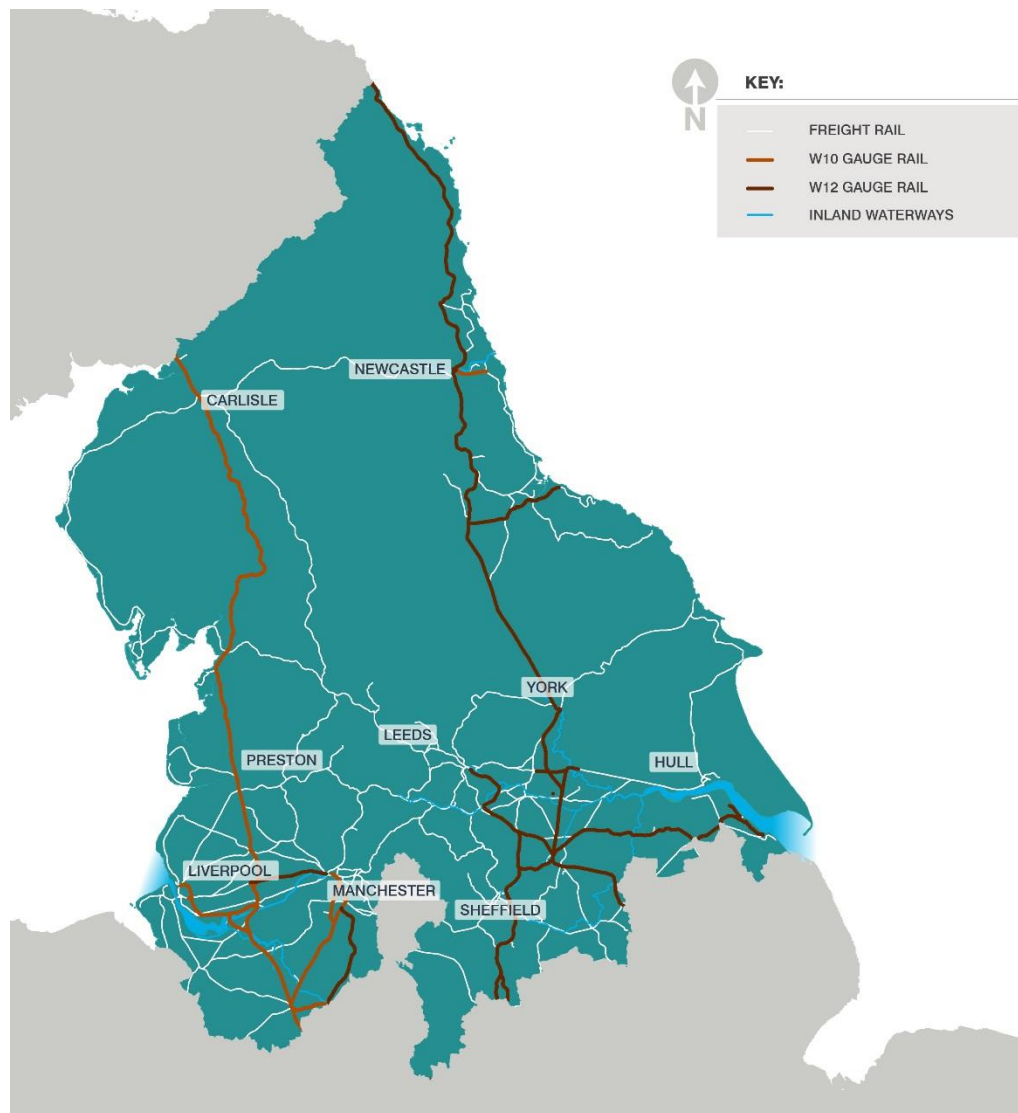 KEY:
N
FREIGHT RAIL
W10 GAUGE RAIL
W12 GAUGE RAIL
INLAND WATERWAYS
NEWCASTLE
CARLISLE
YORK
LEEDS
PRESTON
HULL
LIVERPOOL
MANCHESTER
SHEFFIELD